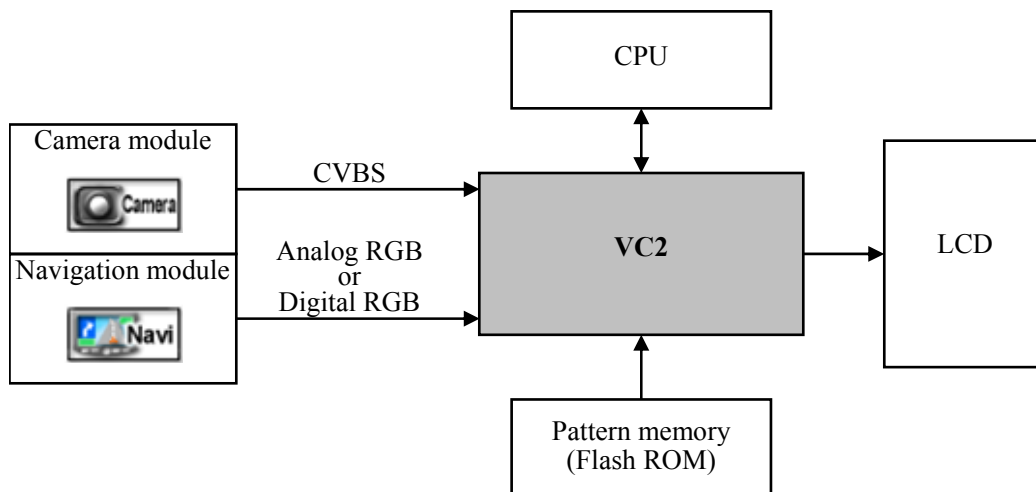 CPU
Camera module
Camera
CVBS
Navigation module
Navi
Analog RGB
or
Digital RGB
VC2
LCD
Pattern memory
(Flash ROM)